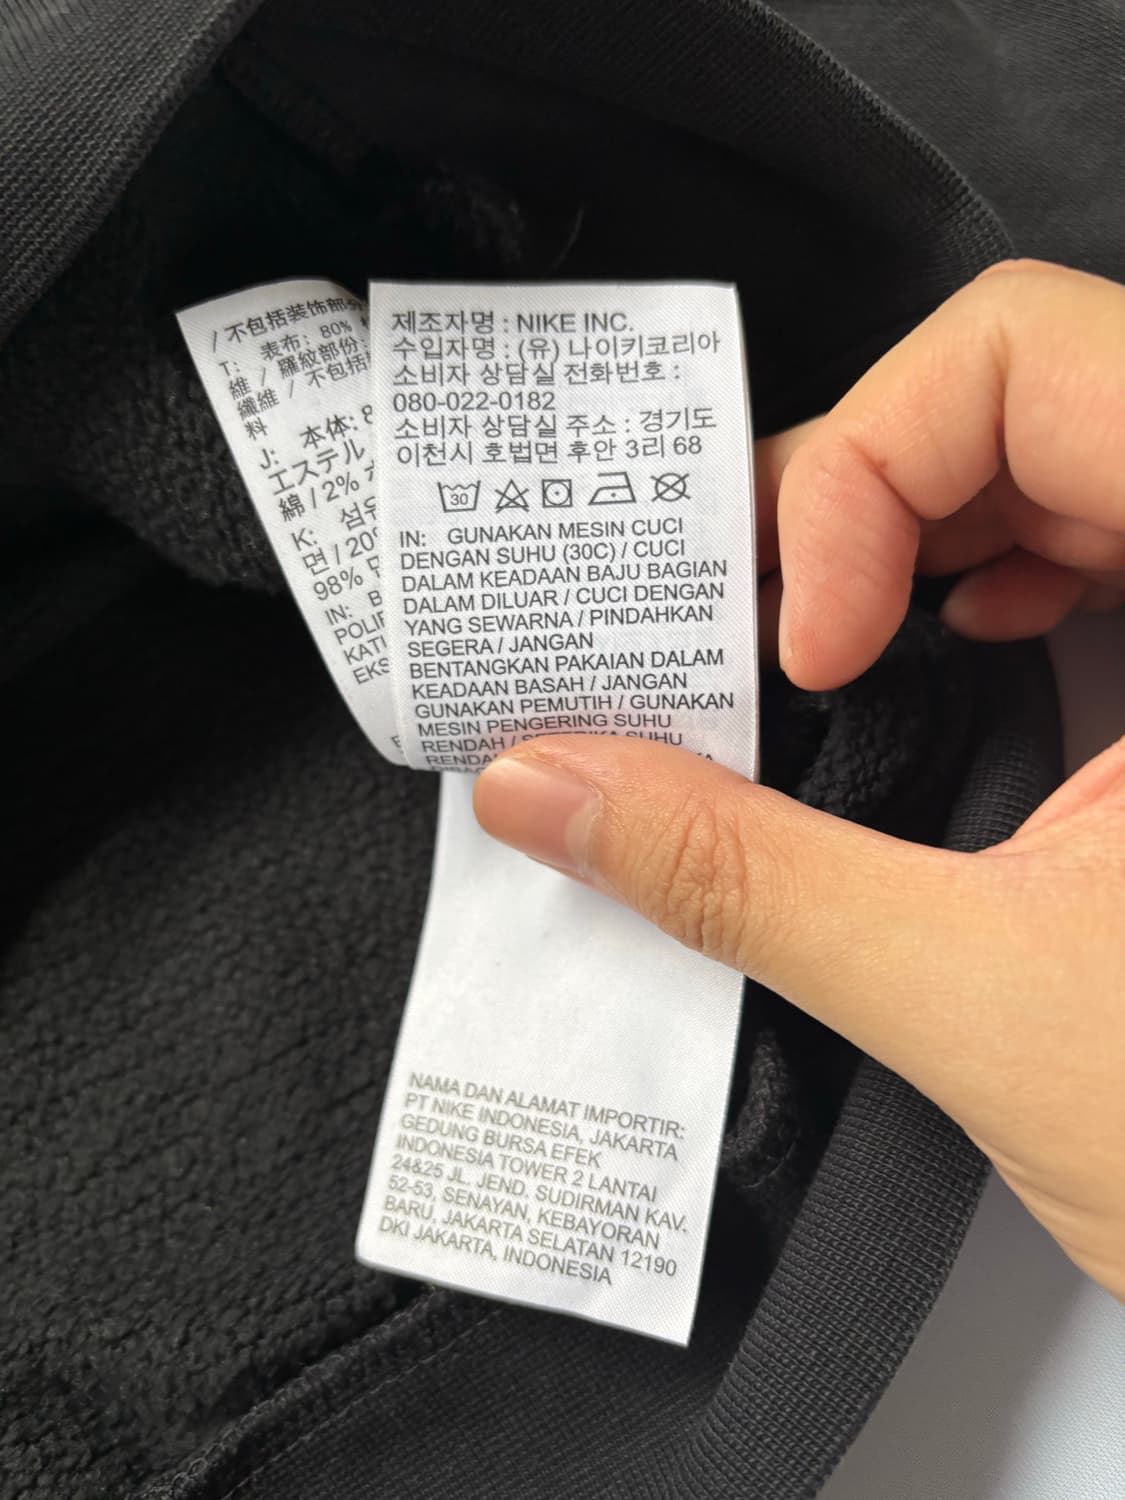 / 不包括装饰部分
T: 表布: 80%
維 / 羅紋部份:
纖維 / 不包括
料
J: 本体: 8
エステル
綿 / 2%
K: 섬유
면 / 20%
98% 면
IN:
POLIE
KATU
EKS
제조자명 : NIKE INC.
수입자명 : (유) 나이키코리아
소비자 상담실 전화번호 :
080-022-0182
소비자 상담실 주소 : 경기도
이천시 호법면 후안 3리 68
30
IN: GUNAKAN MESIN CUCI
DENGAN SUHU (30C) / CUCI
DALAM KEADAAN BAJU BAGIAN
DALAM DILUAR / CUCI DENGAN
YANG SEWARNA / PINDAHKAN
SEGERA / JANGAN
BENTANGKAN PAKAIAN DALAM
KEADAAN BASAH / JANGAN
GUNAKAN PEMUTIH / GUNAKAN
MESIN PENGERING SUHU
RENDAH / SETERIKA SUHU
NAMA DAN ALAMAT IMPORTIR:
PT NIKE INDONESIA, JAKARTA
GEDUNG BURSA EFEK
INDONESIA TOWER 2 LANTAI
24&25 JL. JEND. SUDIRMAN KAV.
52-53, SENAYAN, KEBAYORAN
BARU, JAKARTA SELATAN 12190
DKI JAKARTA, INDONESIA